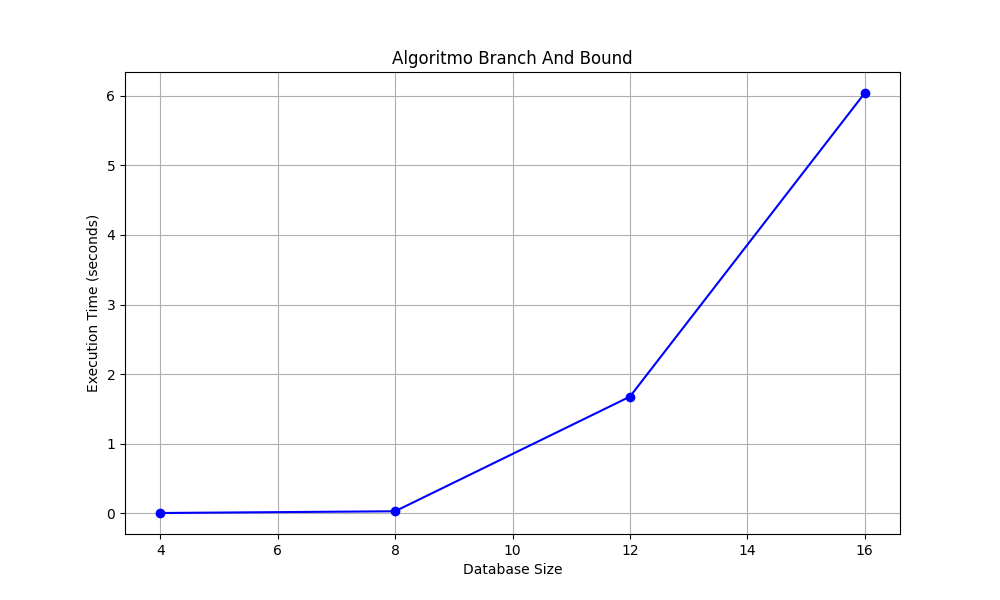 Algoritmo Branch And Bound
Execution Time (seconds)
6
5
4
3
2
1
0
4 6 8 10 12 14 16
Database Size